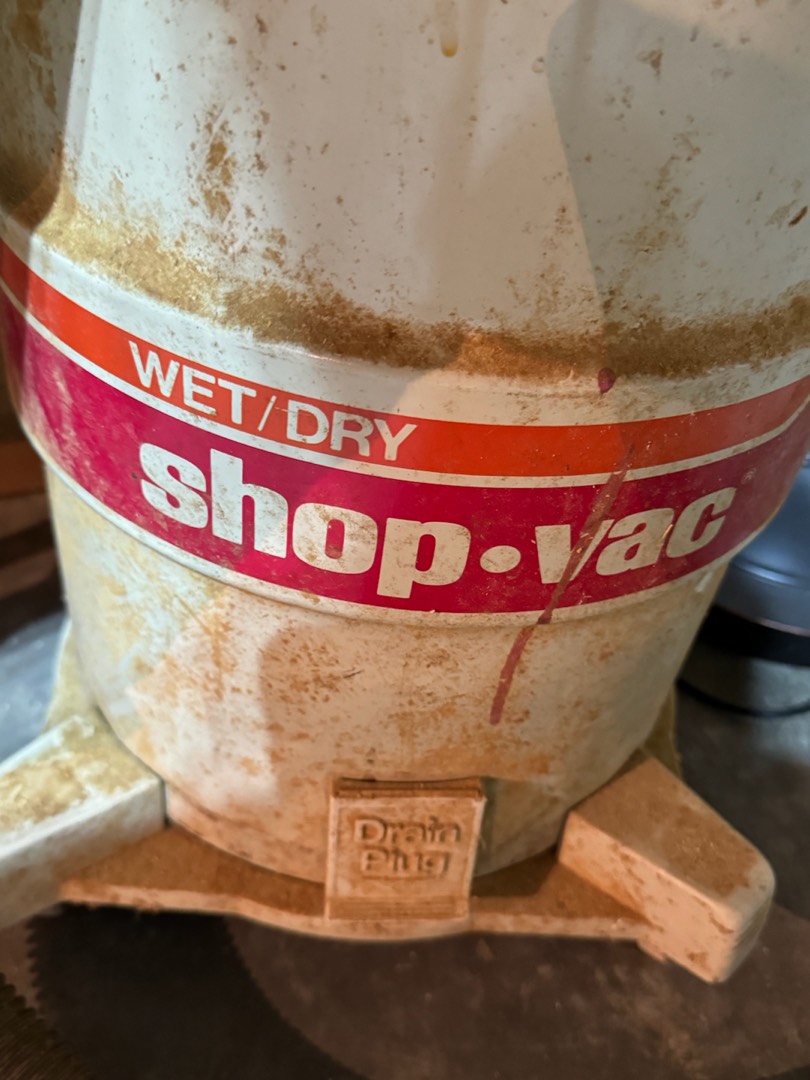 WET/DRY
shop•vac
Drain
Plug